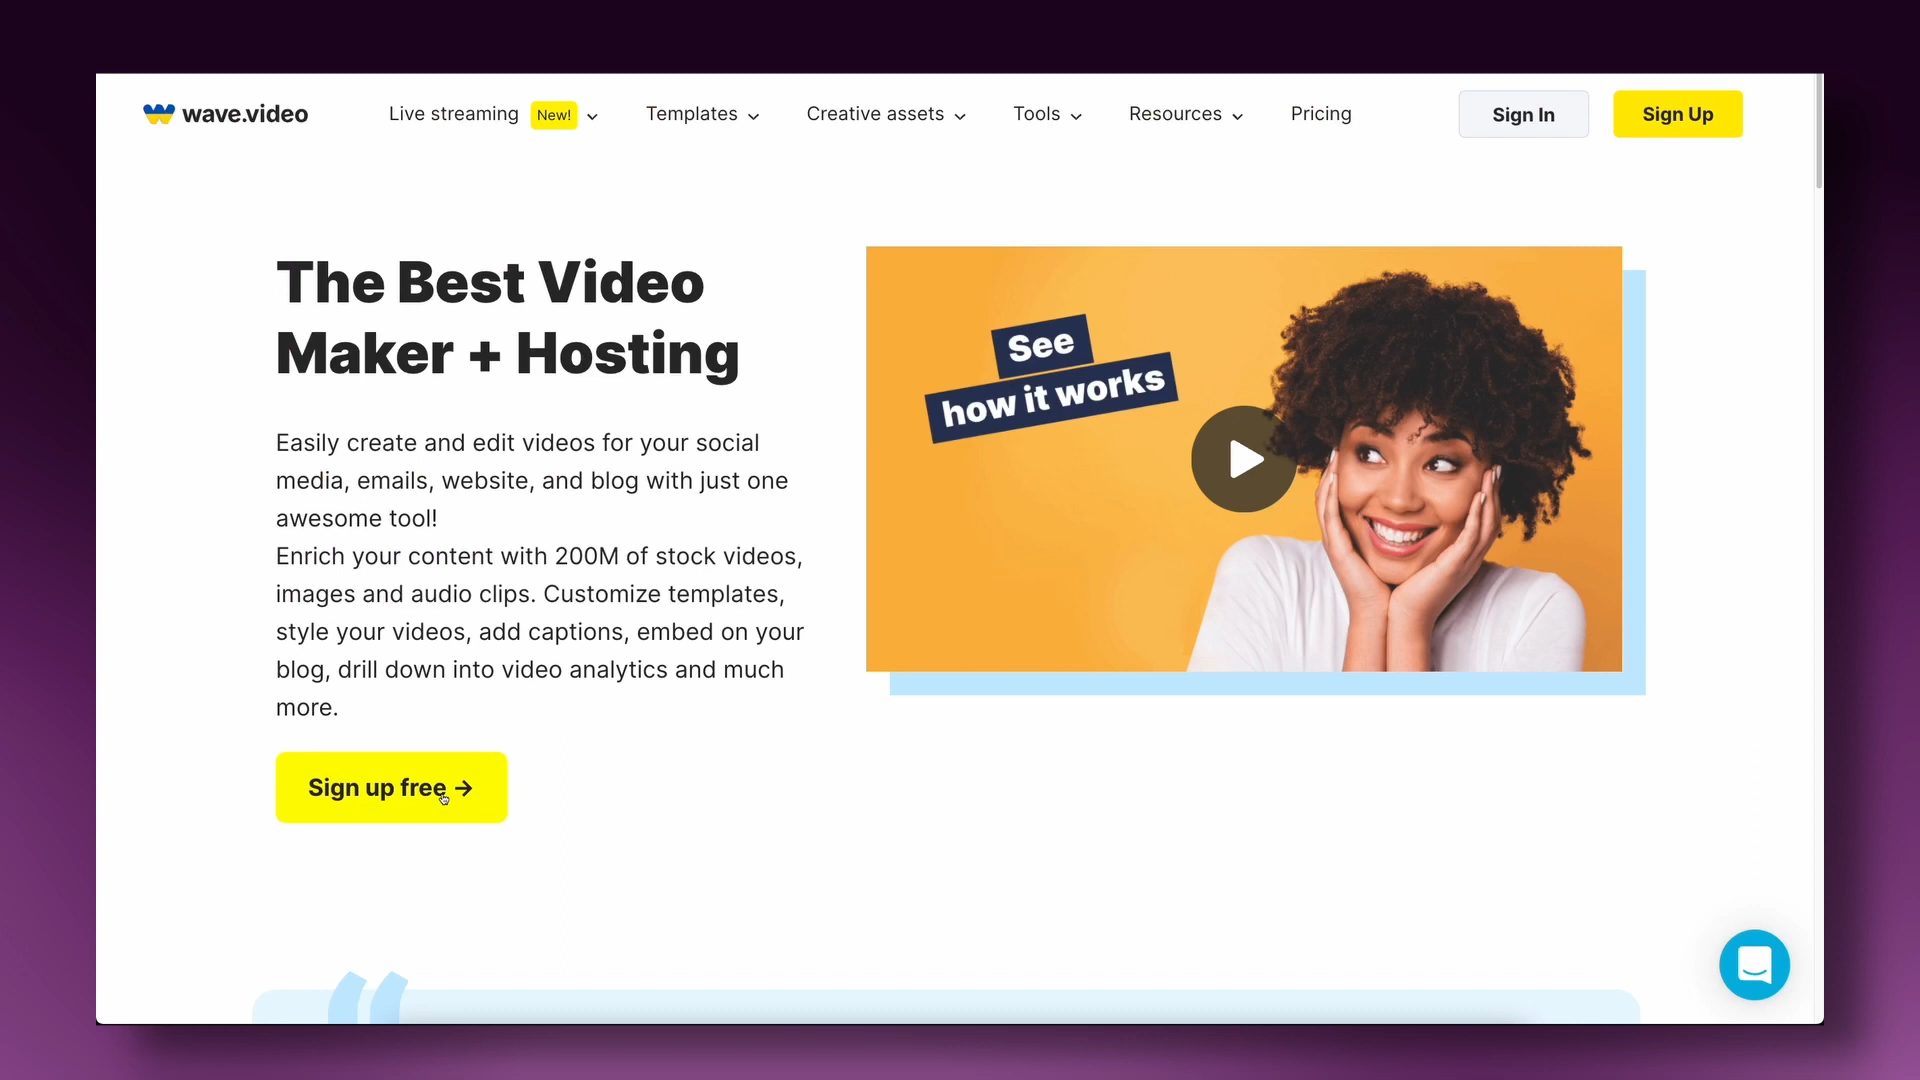 wave.video
Live streaming New!
Templates
Creative assets
Tools
Resources
Pricing
Sign In
Sign Up
The Best Video
Maker + Hosting
Easily create and edit videos for your social
media, emails, website, and blog with just one
awesome tool!
Enrich your content with 200M of stock videos,
images and audio clips. Customize templates,
style your videos, add captions, embed on your
blog, drill down into video analytics and much
more.
Sign up free →
See
how it works
“